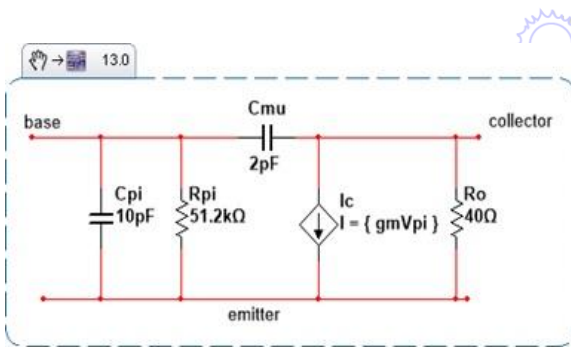 13.0
Cmu
base
collector
2pF
Cpi
10pF
Rpi
51.2kΩ
Ic
I = { gmVpi }
Ro
40Ω
emitter